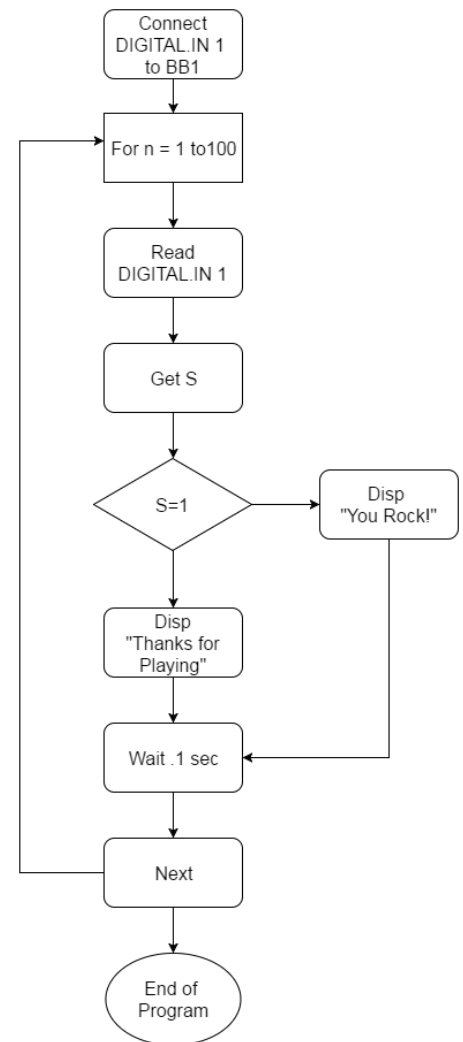 Connect
DIGITAL.IN 1
to BB1
For n = 1 to100
Read
DIGITAL.IN 1
Get S
S=1
Disp
"You Rock!"
Disp
"Thanks for
Playing"
Wait .1 sec
Next
End of
Program